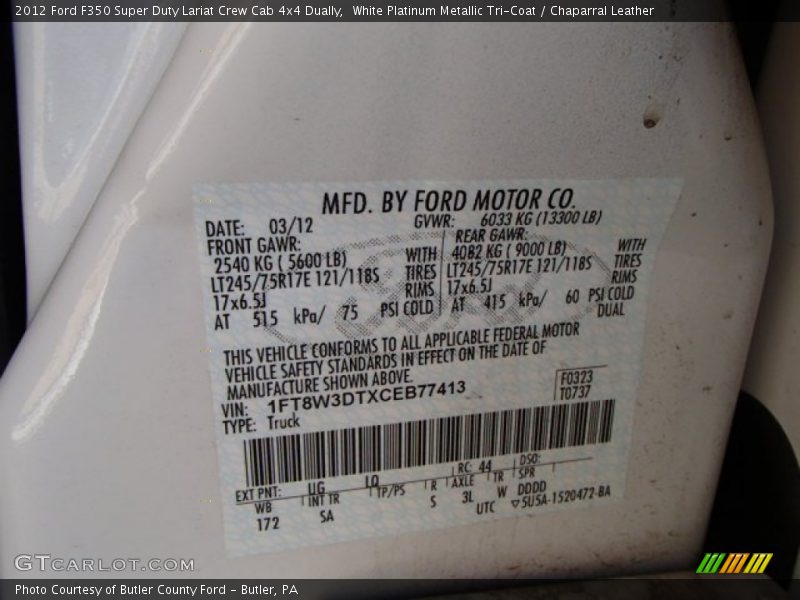 2012 Ford F350 Super Duty Lariat Crew Cab 4x4 Dually,  White Platinum Metallic Tri-Coat / Chaparral Leather
MFD. BY FORD MOTOR CO.
DATE: 03/12 GVWR: 6033 KG (13300 LB)
FRONT GAWR: REAR GAWR:
2540 KG ( 5600 LB) WITH 4082 KG ( 9000 LB) WITH
LT245/75R17E 121/118S TIRES LT245/75R17E 121/118S TIRES
17x6.5J RIMS 17x6.5J RIMS
AT 515 kPa/ 75 PSI COLD AT 415 kPa/ 60 PSI COLD
DUAL
THIS VEHICLE CONFORMS TO ALL APPLICABLE FEDERAL MOTOR
VEHICLE SAFETY STANDARDS IN EFFECT ON THE DATE OF
MANUFACTURE SHOWN ABOVE.
VIN: 1FT8W3DTXCEB77413 F0323
TYPE: Truck T0737
EXT PNT: UG LQ RC: 44 DSO:
WB INT TR TP/PS R AXLE TR SPR
172 SA S 3L W DDDD
UTC ▽5U5A-1520472-BA
GTCARLOT.COM
Photo Courtesy of Butler County Ford - Butler, PA